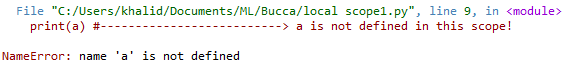 File "C:/Users/khalid/Documents/ML/Bucca/local scope1.py", line 9, in <module>
print(a) #--------------------------> a is not defined in this scope!
NameError: name 'a' is not defined